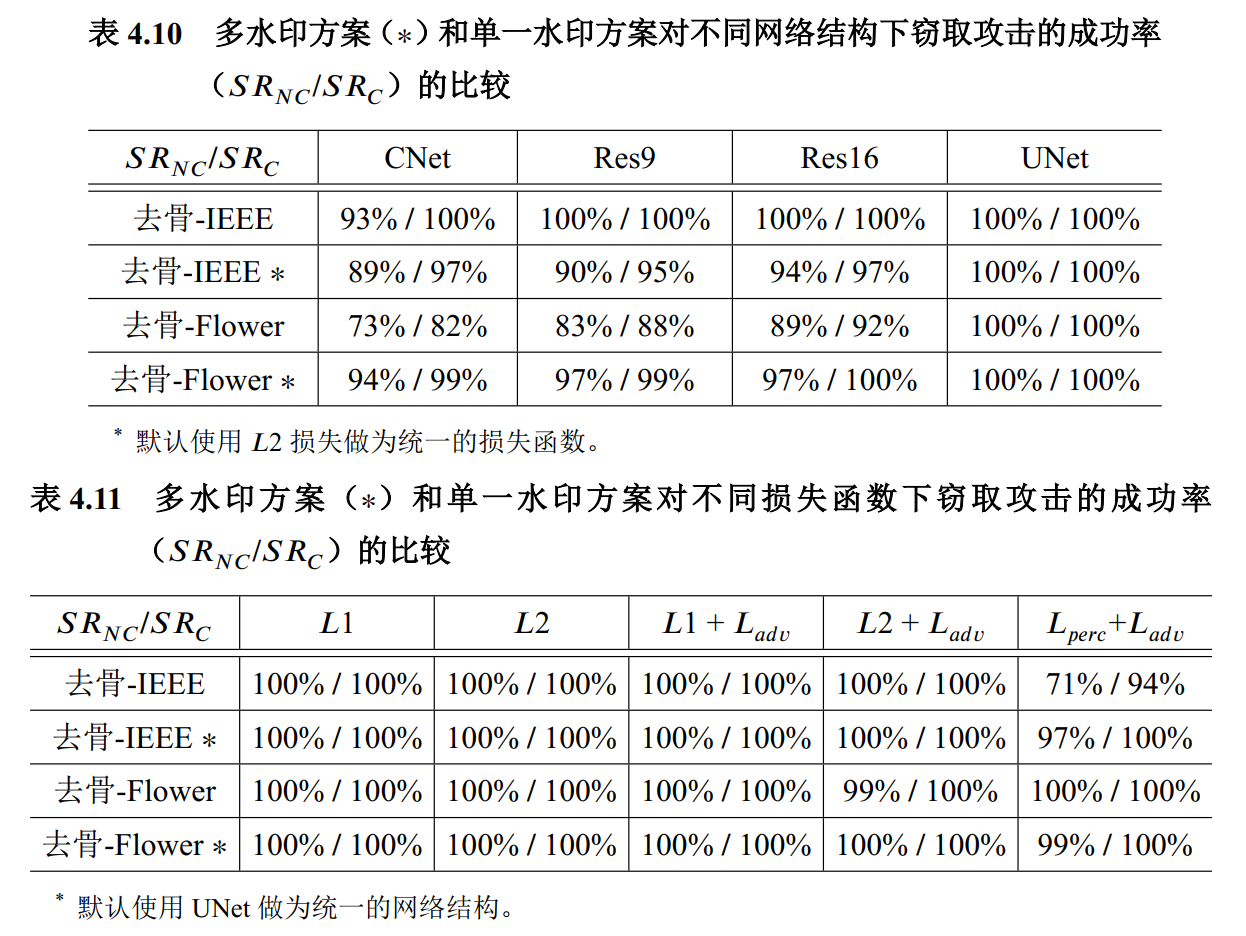 表 4.10 多水印方案（*）和单一水印方案对不同网络结构下窃取攻击的成功率
（SR_NC/SR_C）的比较
SR_NC/SR_C CNet Res9 Res16 UNet
去骨-IEEE 93% / 100% 100% / 100% 100% / 100% 100% / 100%
去骨-IEEE * 89% / 97% 90% / 95% 94% / 97% 100% / 100%
去骨-Flower 73% / 82% 83% / 88% 89% / 92% 100% / 100%
去骨-Flower * 94% / 99% 97% / 99% 97% / 100% 100% / 100%
* 默认使用 L2 损失做为统一的损失函数。
表 4.11 多水印方案（*）和单一水印方案对不同损失函数下窃取攻击的成功率
（SR_NC/SR_C）的比较
SR_NC/SR_C L1 L2 L1 + L_adv L2 + L_adv L_perc+L_adv
去骨-IEEE 100% / 100% 100% / 100% 100% / 100% 100% / 100% 71% / 94%
去骨-IEEE * 100% / 100% 100% / 100% 100% / 100% 100% / 100% 97% / 100%
去骨-Flower 100% / 100% 100% / 100% 100% / 100% 99% / 100% 100% / 100%
去骨-Flower * 100% / 100% 100% / 100% 100% / 100% 100% / 100% 99% / 100%
* 默认使用 UNet 做为统一的网络结构。